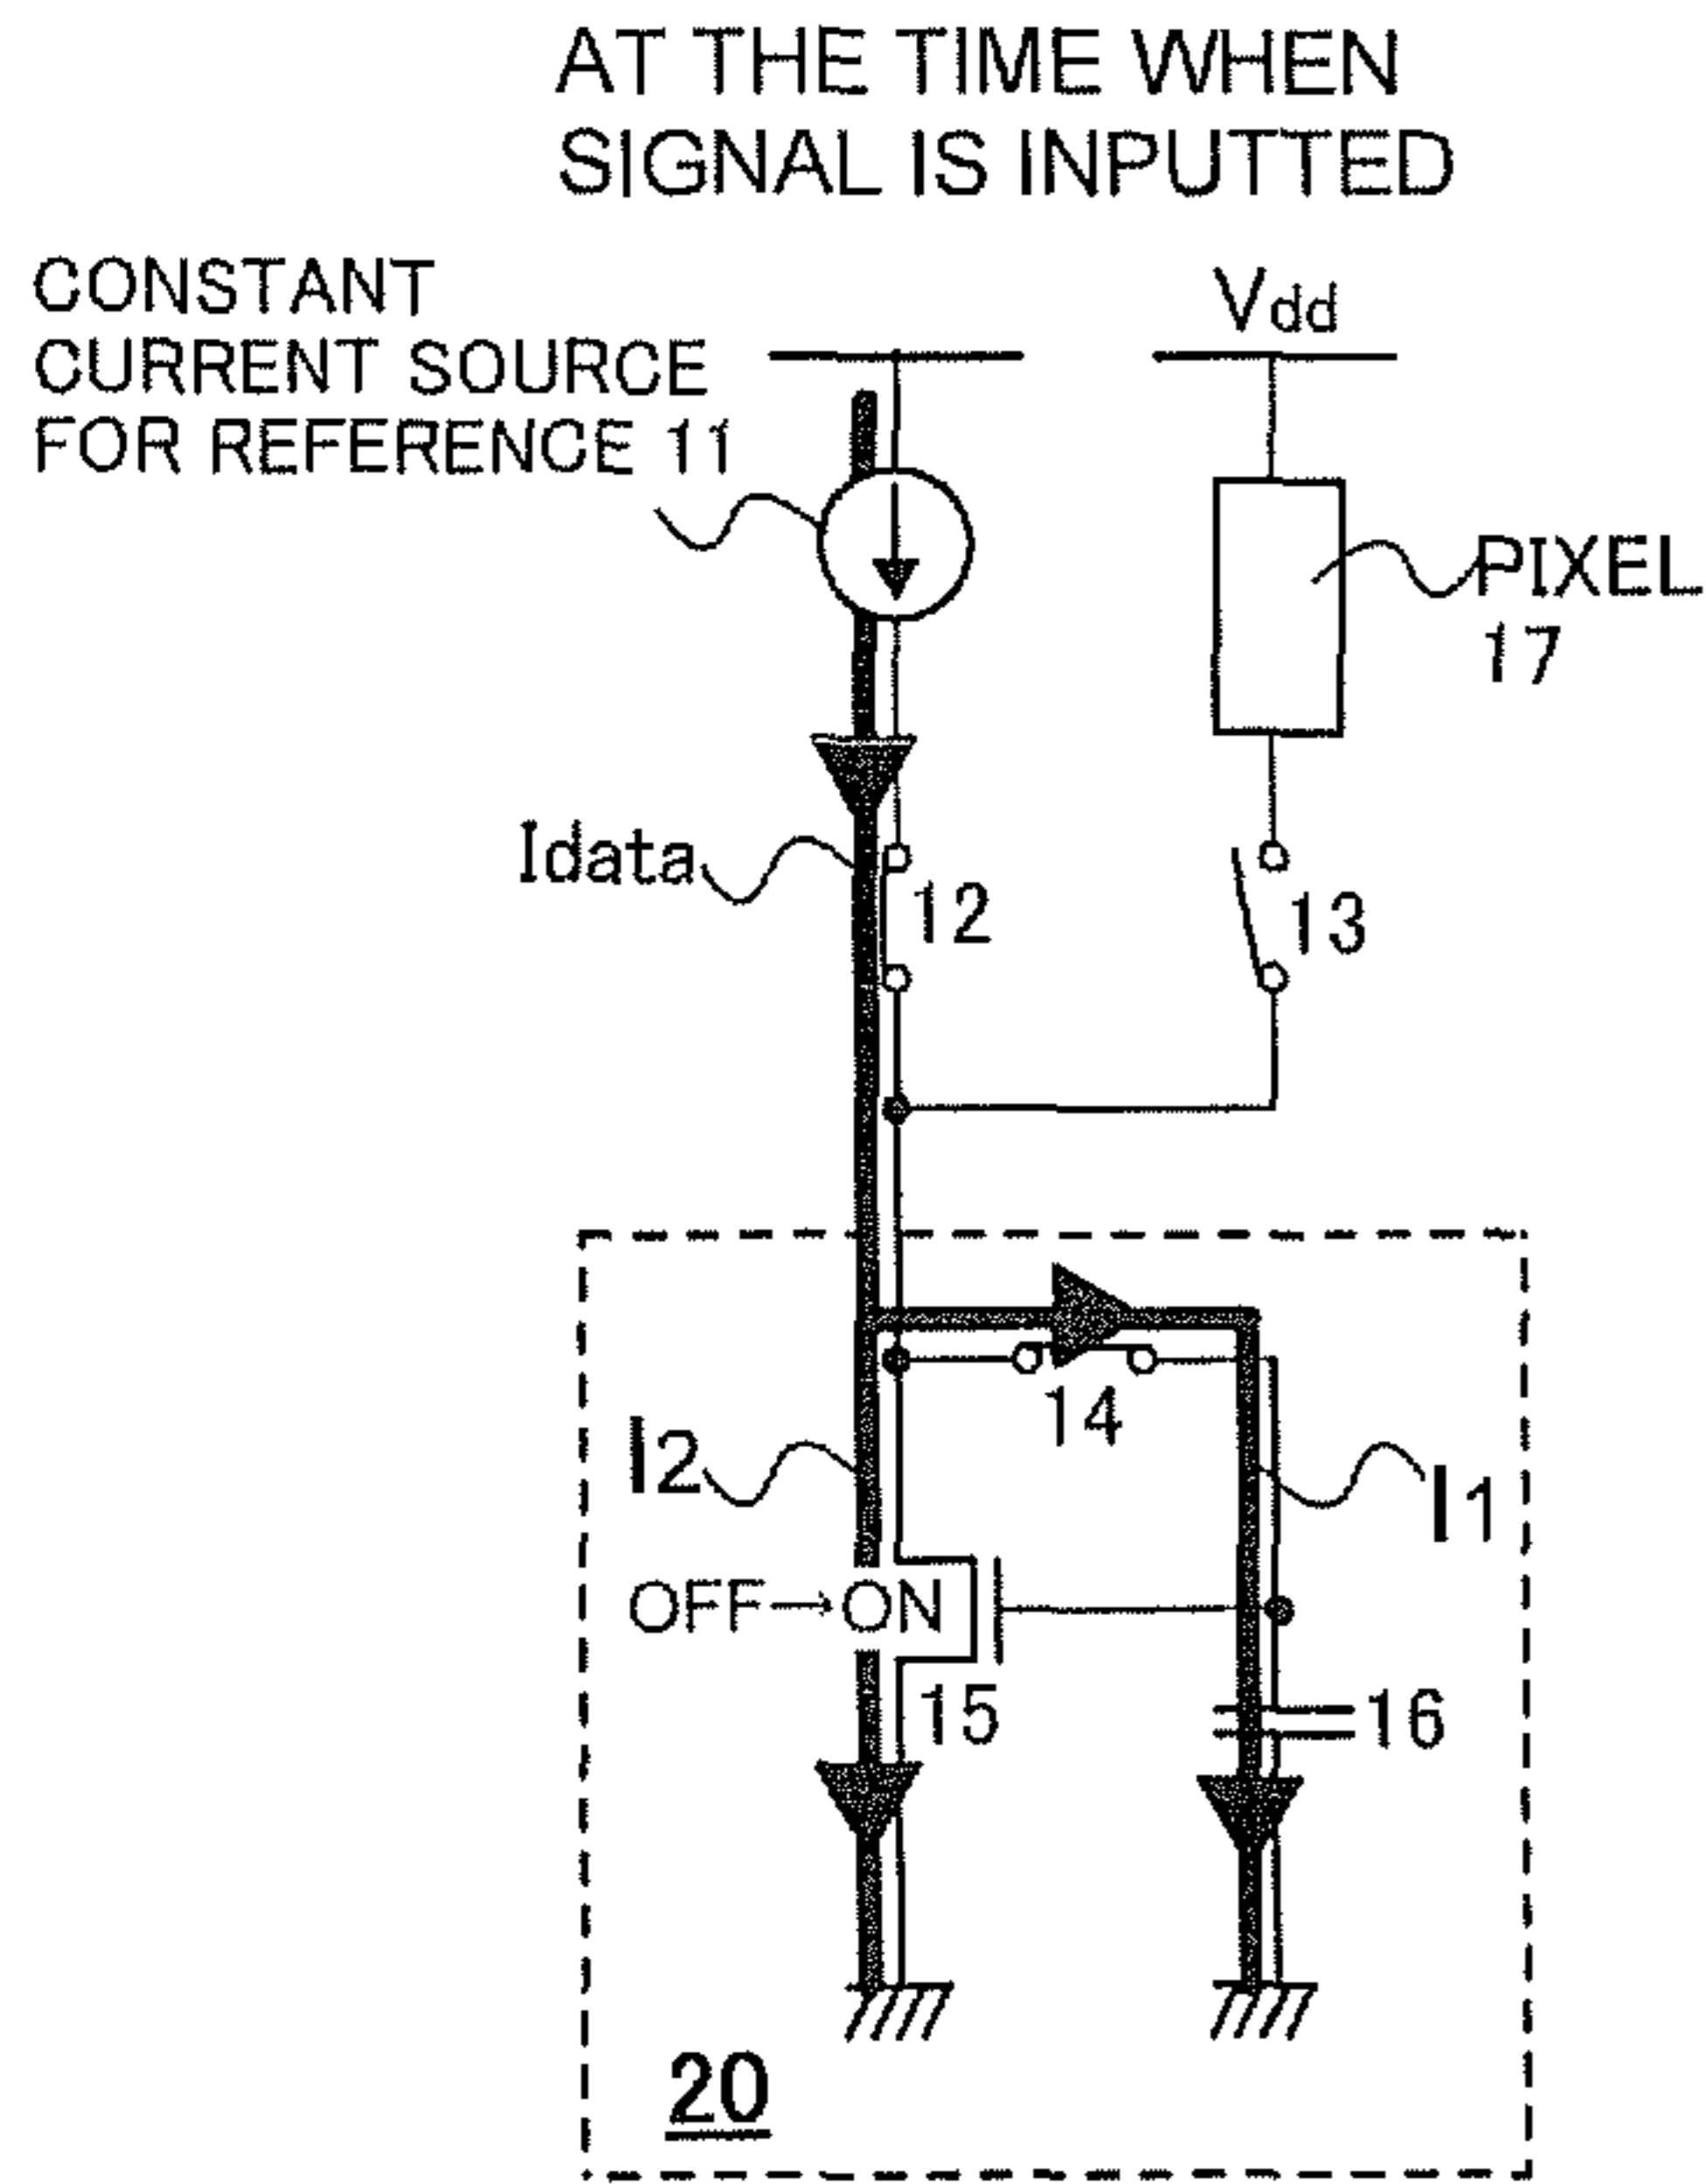 AT THE TIME WHEN
SIGNAL IS INPUTTED
CONSTANT
CURRENT SOURCE
FOR REFERENCE 11
Vdd
PIXEL
17
Idata
12
13
14
I2
I1
OFF→ON
15
16
20